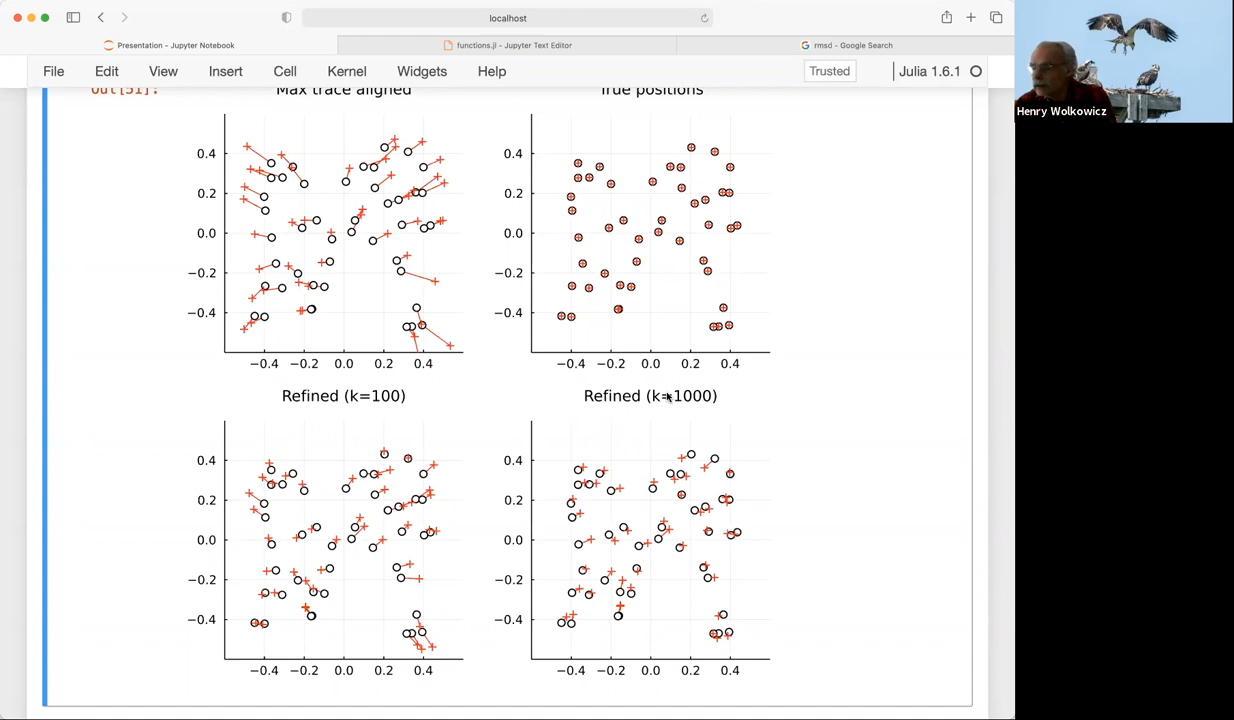 localhost
Presentation - Jupyter Notebook
functions.jl - Jupyter Text Editor
rmsd - Google Search
File Edit View Insert Cell Kernel Widgets Help
Trusted
Julia 1.6.1
Henry Wolkowicz
Out[51]:
Max trace aligned
True positions
0.4
0.2
0.0
−0.2
−0.4
−0.4 −0.2 0.0 0.2 0.4
0.4
0.2
0.0
−0.2
−0.4
−0.4 −0.2 0.0 0.2 0.4
Refined (k=100)
Refined (k=1000)
0.4
0.2
0.0
−0.2
−0.4
−0.4 −0.2 0.0 0.2 0.4
0.4
0.2
0.0
−0.2
−0.4
−0.4 −0.2 0.0 0.2 0.4